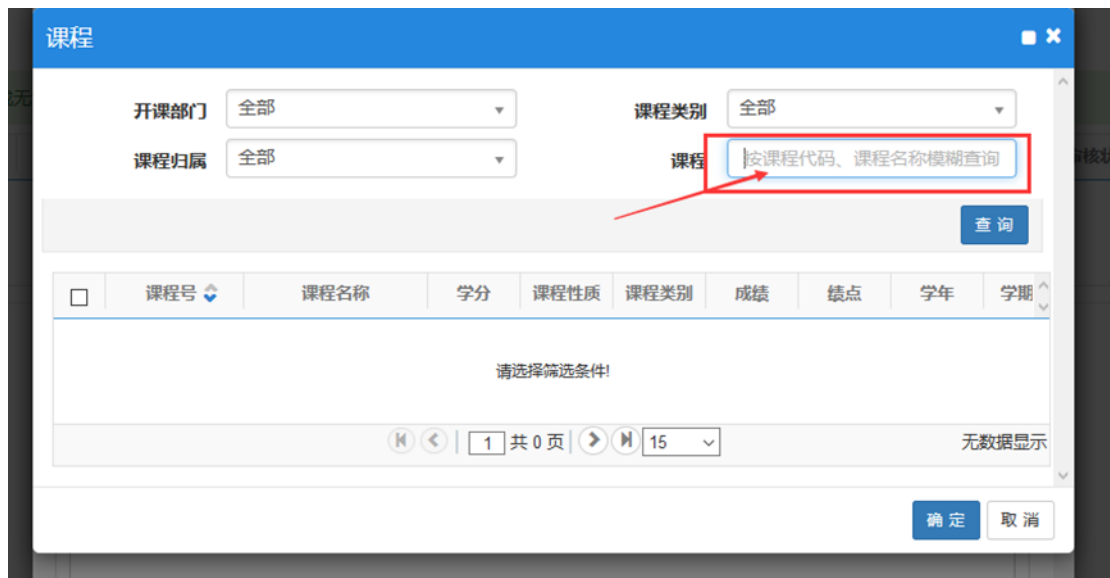 课程
开课部门 全部 课程类别 全部
课程归属 全部 课程 按课程代码、课程名称模糊查询
查询
课程号 课程名称 学分 课程性质 课程类别 成绩 绩点 学年 学期
请选择筛选条件!
1 共 0 页 15 无数据显示
确定 取消